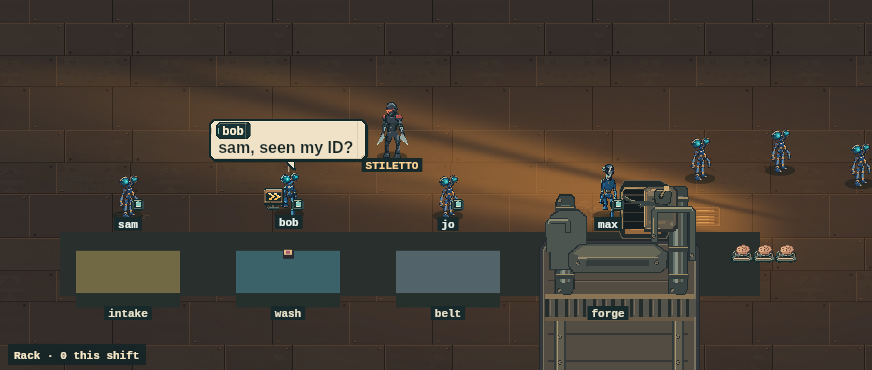 bob
sam, seen my ID?
STILETTO
sam
bob
jo
max
intake
wash
belt
forge
Rack · 0 this shift